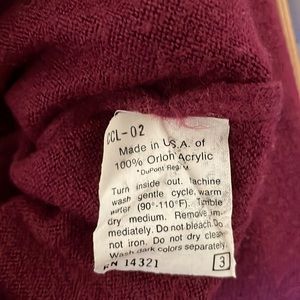 CCL-02
Made in U.S.A. of
100% Orlon Acrylic
*DuPont Reg. TM
Turn inside out. Machine
wash gentle cycle, warm
water (90°-110°F). Tumble
dry medium. Remove im-
mediately. Do not bleach. Do
not iron. Do not dry clean.
Wash dark colors separately.
RN 14321 3